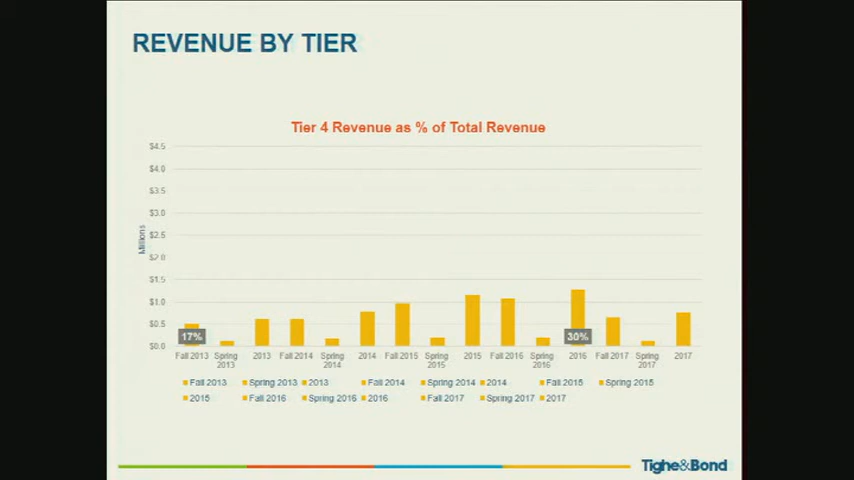 REVENUE BY TIER
Tier 4 Revenue as % of Total Revenue
$4.5
$4.0
$3.5
$3.0
$2.5
$2.0
$1.5
$1.0
$0.5
$0.0
Millions
17%
30%
Fall 2013 Spring 2013 2013 Fall 2014 Spring 2014 2014 Fall 2015 Spring 2015 2015 Fall 2016 Spring 2016 2016 Fall 2017 Spring 2017 2017
Fall 2013 Spring 2013 2013 Fall 2014 Spring 2014 2014 Fall 2015 Spring 2015
2015 Fall 2016 Spring 2016 2016 Fall 2017 Spring 2017 2017
Tighe&Bond